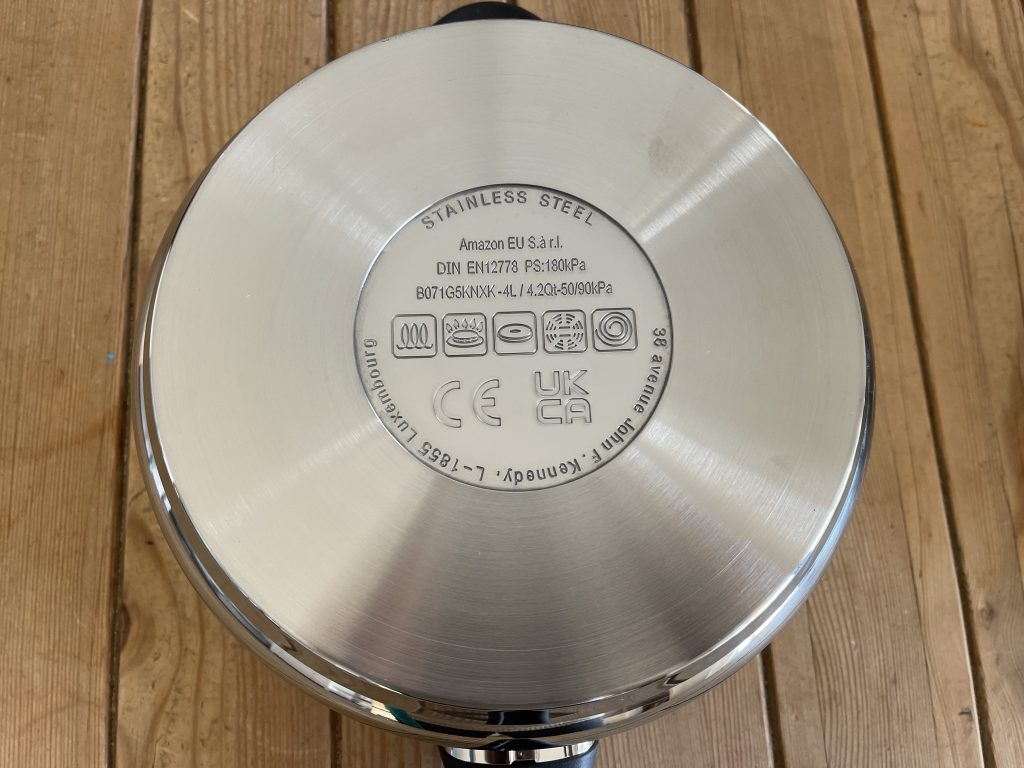 STAINLESS STEEL
Amazon EU S.à r.l.
DIN EN12778 PS:180kPa
B071G5KNXK-4L / 4.2Qt-50/90kPa
CE
UK
CA
38 avenue John F. Kennedy, L-1855 Luxembourg